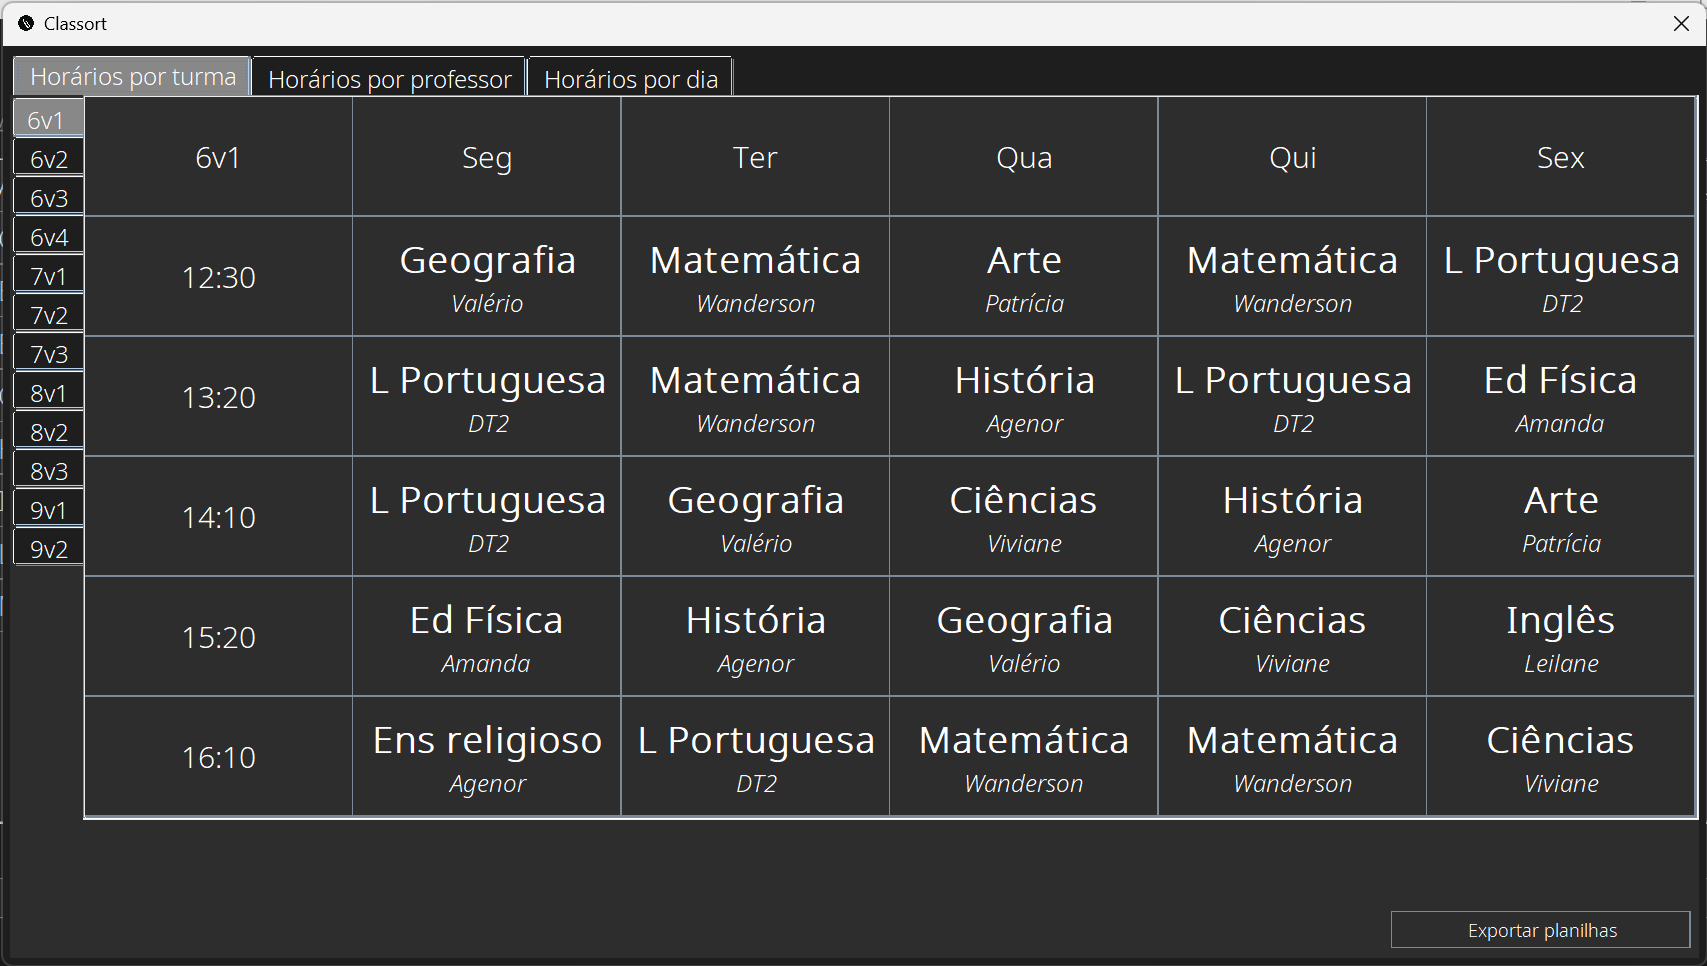 Classort
Horários por turma
Horários por professor
Horários por dia
6v1
6v2
6v3
6v4
7v1
7v2
7v3
8v1
8v2
8v3
9v1
9v2
6v1 Seg Ter Qua Qui Sex
12:30 Geografia Matemática Arte Matemática L Portuguesa
Valério Wanderson Patrícia Wanderson DT2
13:20 L Portuguesa Matemática História L Portuguesa Ed Física
DT2 Wanderson Agenor DT2 Amanda
14:10 L Portuguesa Geografia Ciências História Arte
DT2 Valério Viviane Agenor Patrícia
15:20 Ed Física História Geografia Ciências Inglês
Amanda Agenor Valério Viviane Leilane
16:10 Ens religioso L Portuguesa Matemática Matemática Ciências
Agenor DT2 Wanderson Wanderson Viviane
Exportar planilhas